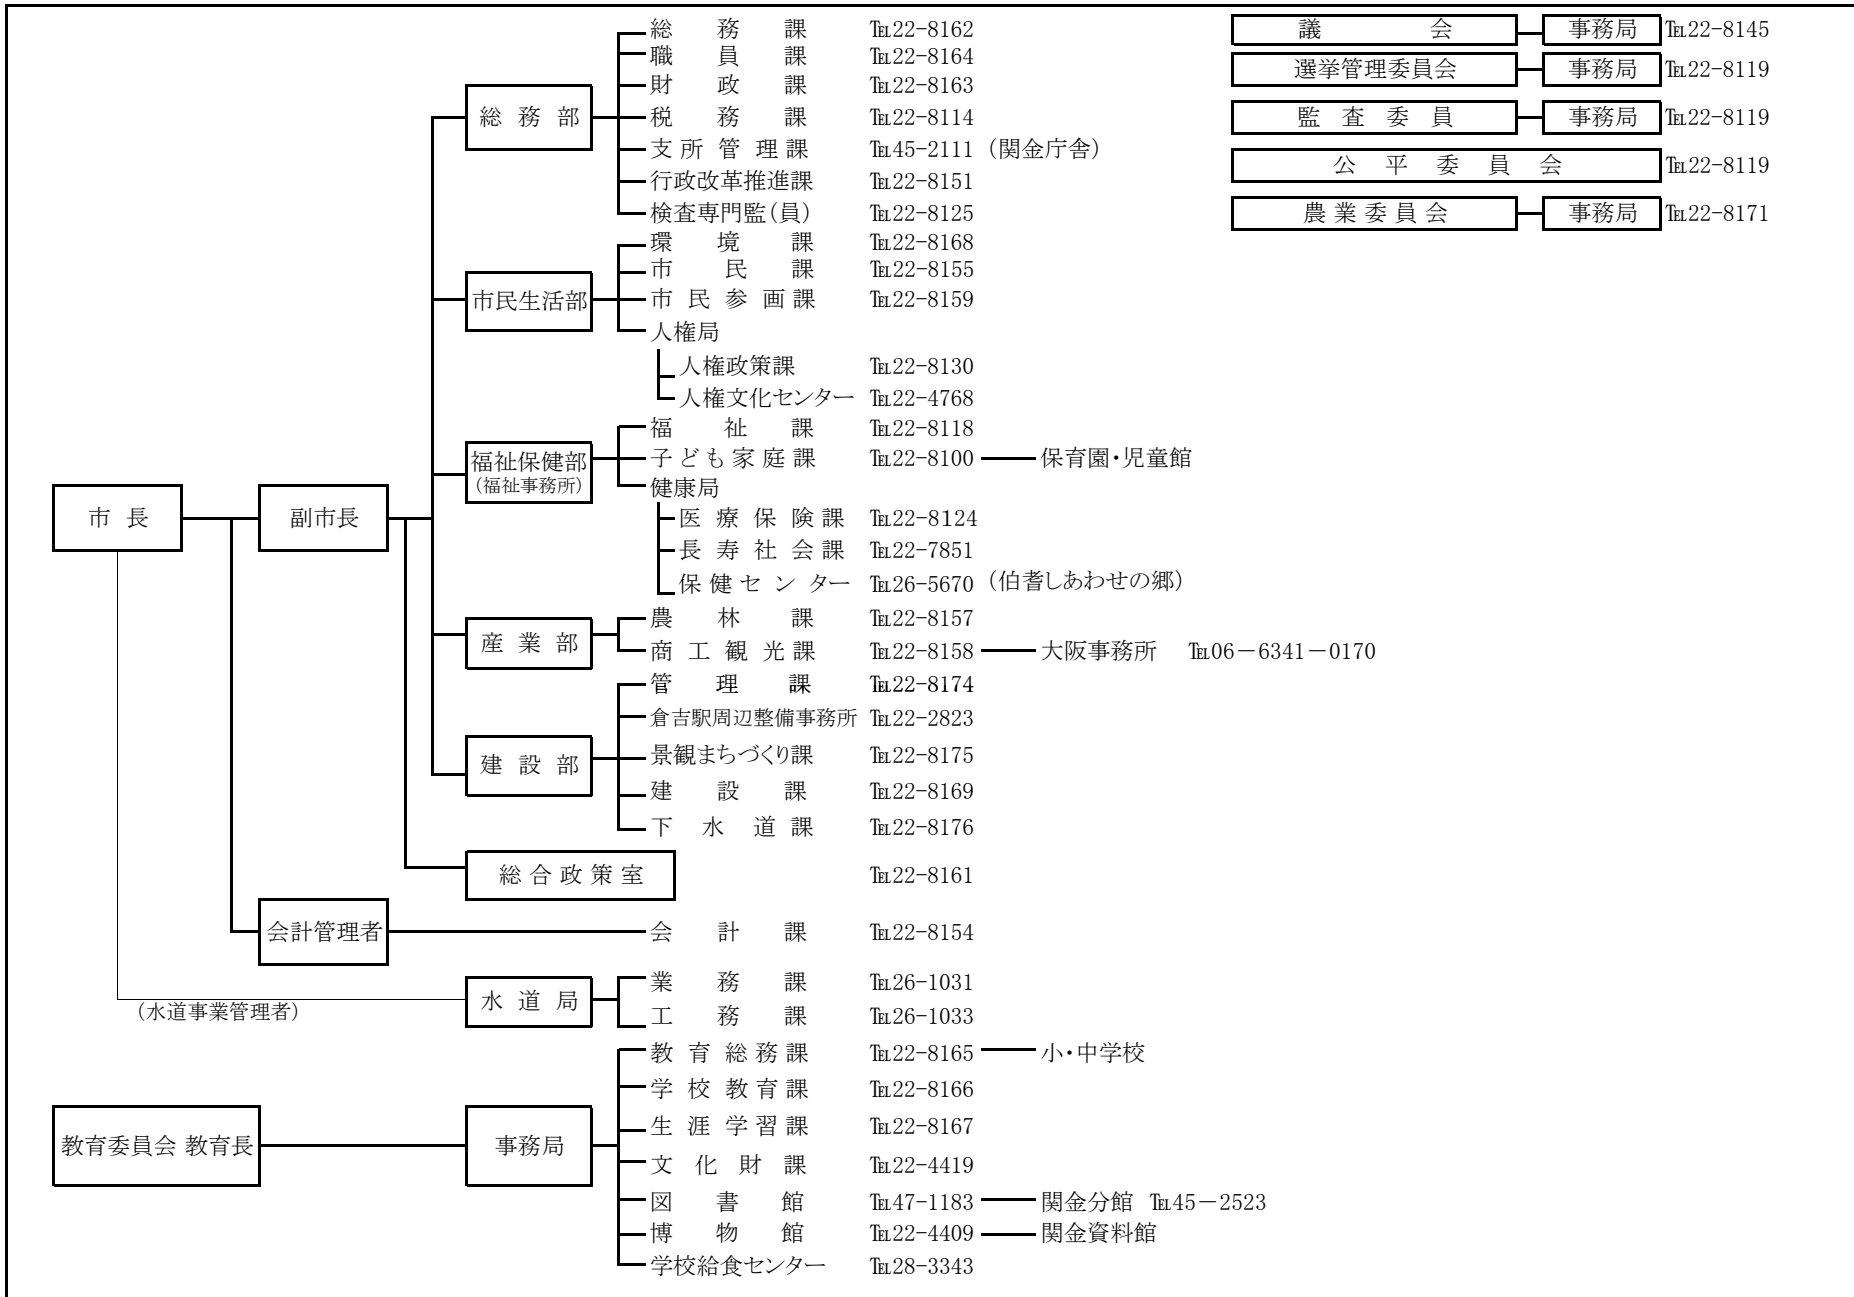 総務課 ℡22-8162
職員課 ℡22-8164
財政課 ℡22-8163
総務部
税務課 ℡22-8114
支所管理課 ℡45-2111 (関金庁舎)
行政改革推進課 ℡22-8151
検査専門監(員) ℡22-8125
環境課 ℡22-8168
市民課 ℡22-8155
市民生活部
市民参画課 ℡22-8159
人権局
人権政策課 ℡22-8130
人権文化センター ℡22-4768
福祉課 ℡22-8118
福祉保健部
(福祉事務所)
子ども家庭課 ℡22-8100 保育園・児童館
健康局
市長
副市長
医療保険課 ℡22-8124
長寿社会課 ℡22-7851
保健センター ℡26-5670 (伯耆しあわせの郷)
農林課 ℡22-8157
産業部
商工観光課 ℡22-8158 大阪事務所 ℡06-6341-0170
管理課 ℡22-8174
倉吉駅周辺整備事務所 ℡22-2823
景観まちづくり課 ℡22-8175
建設部
建設課 ℡22-8169
下水道課 ℡22-8176
総合政策室 ℡22-8161
会計管理者
会計課 ℡22-8154
業務課 ℡26-1031
水道局
(水道事業管理者)
工務課 ℡26-1033
教育総務課 ℡22-8165 小・中学校
学校教育課 ℡22-8166
生涯学習課 ℡22-8167
教育委員会 教育長
事務局
文化財課 ℡22-4419
図書館 ℡47-1183 関金分館 ℡45-2523
博物館 ℡22-4409 関金資料館
学校給食センター ℡28-3343
議会 事務局 ℡22-8145
選挙管理委員会 事務局 ℡22-8119
監査委員 事務局 ℡22-8119
公平委員会 ℡22-8119
農業委員会 事務局 ℡22-8171